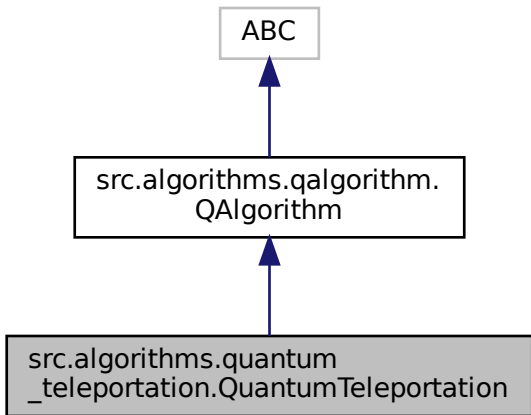 ABC
src.algorithms.qalgorithm.
QAlgorithm
src.algorithms.quantum
_teleportation.QuantumTeleportation